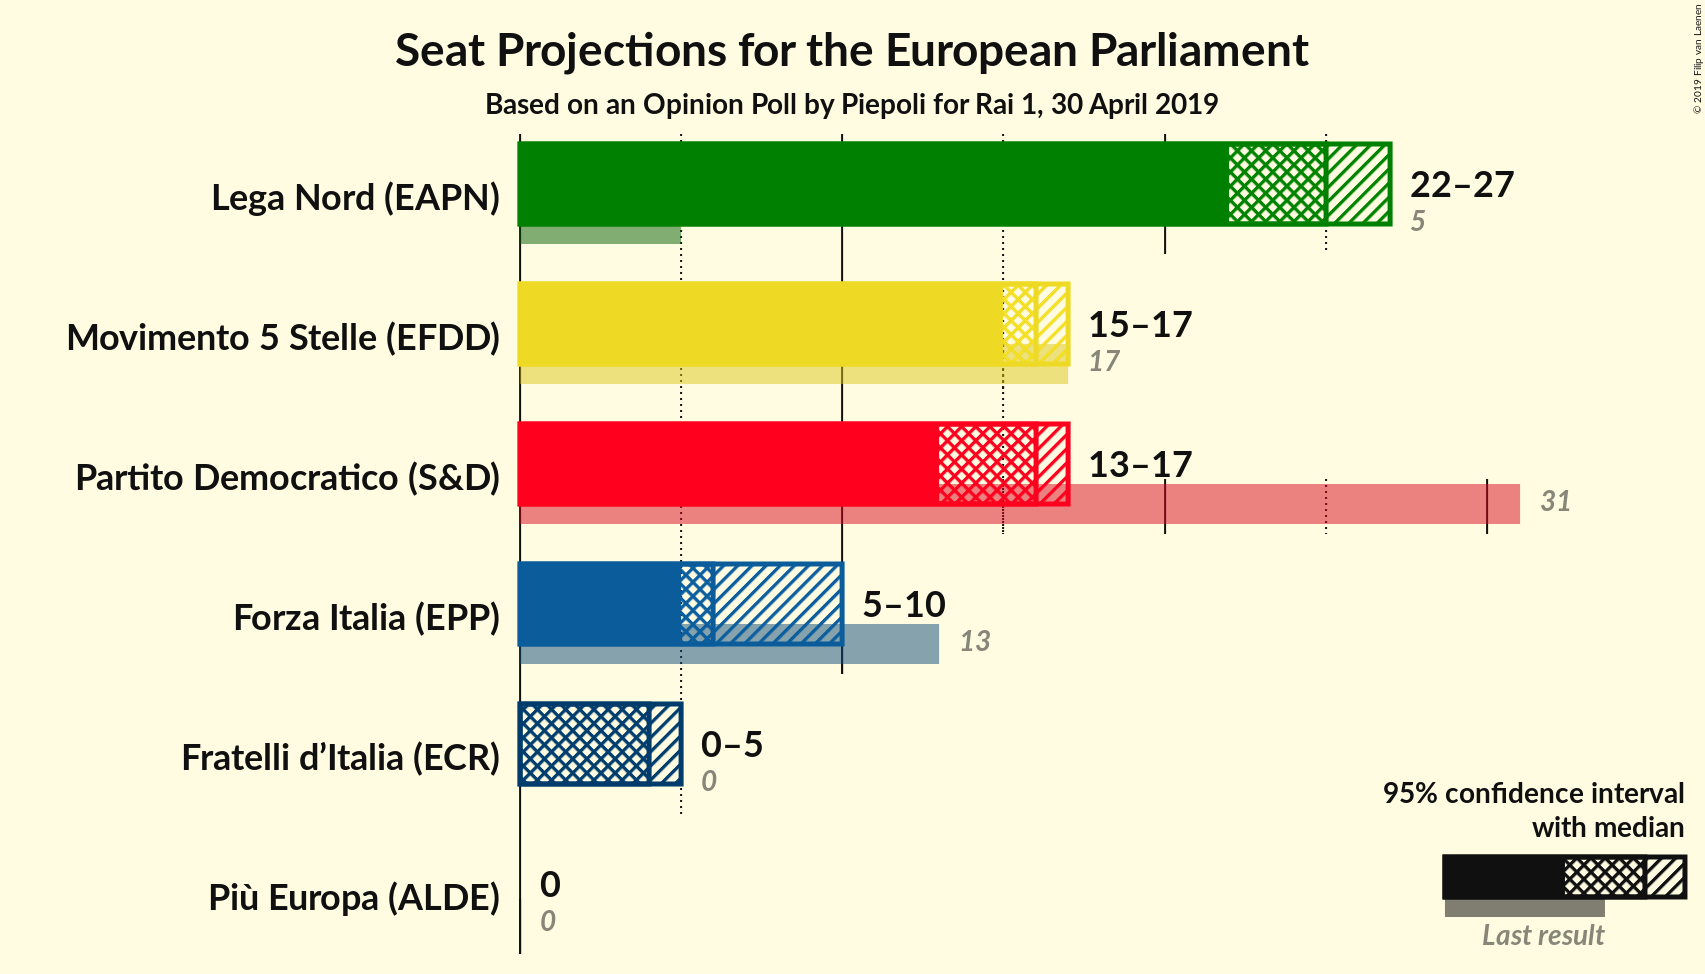 Seat Projections for the European Parliament
Based on an Opinion Poll by Piepoli for Rai 1, 30 April 2019
© 2019 Filip van Laenen
Lega Nord (EAPN)
22–27
5
Movimento 5 Stelle (EFDD)
15–17
17
Partito Democratico (S&D)
13–17
31
Forza Italia (EPP)
5–10
13
Fratelli d’Italia (ECR)
0–5
0
Più Europa (ALDE)
0
0
95% confidence interval
with median
Last result